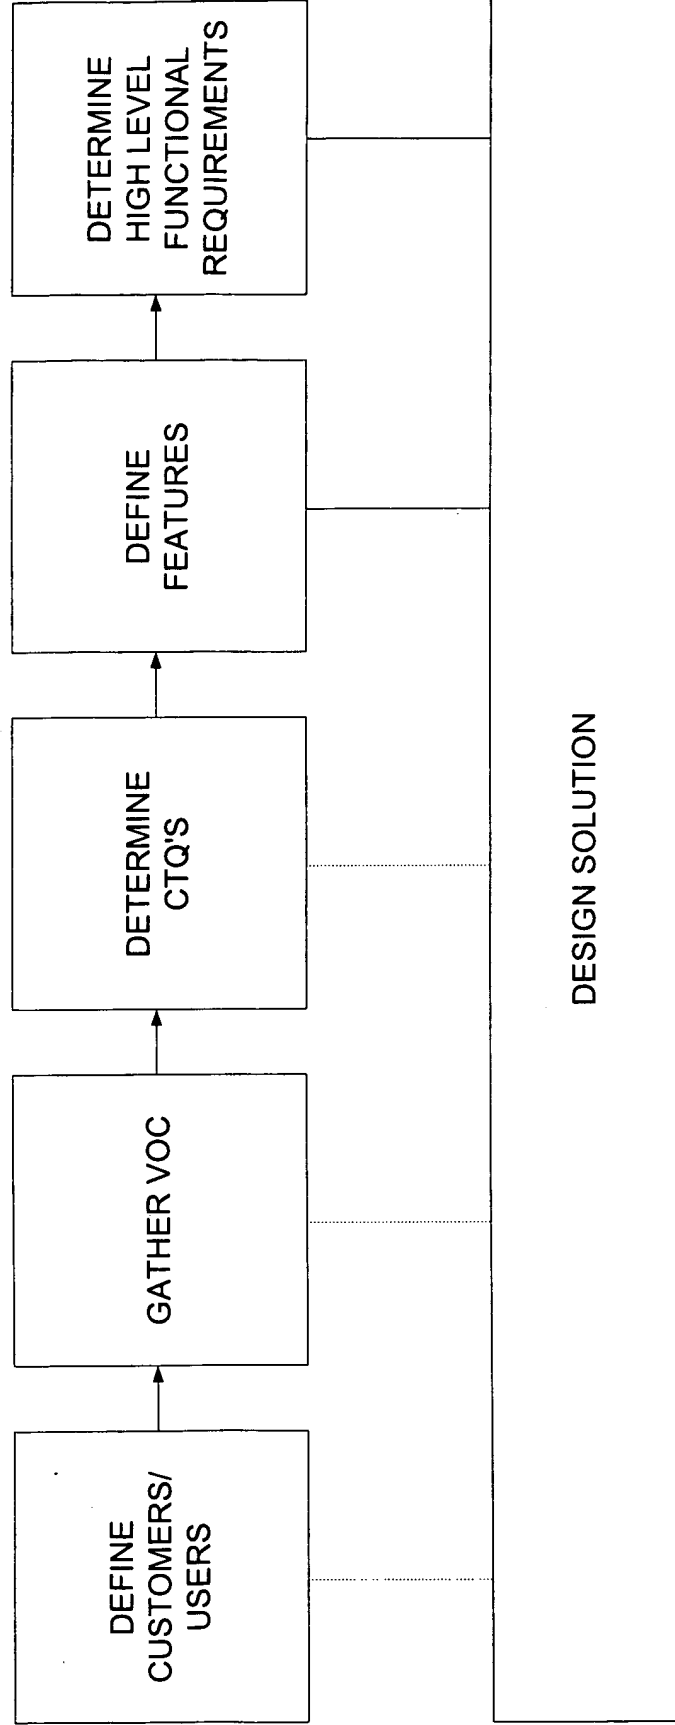 DEFINE
CUSTOMERS/
USERS
GATHER VOC
DETERMINE
CTQ'S
DEFINE
FEATURES
DETERMINE
HIGH LEVEL
FUNCTIONAL
REQUIREMENTS
DESIGN SOLUTION